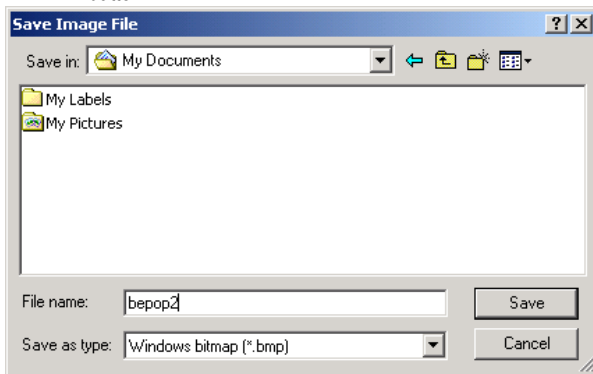 Save Image File
Save in: My Documents
My Labels
My Pictures
File name: bepop2 Save
Save as type: Windows bitmap (*.bmp) Cancel